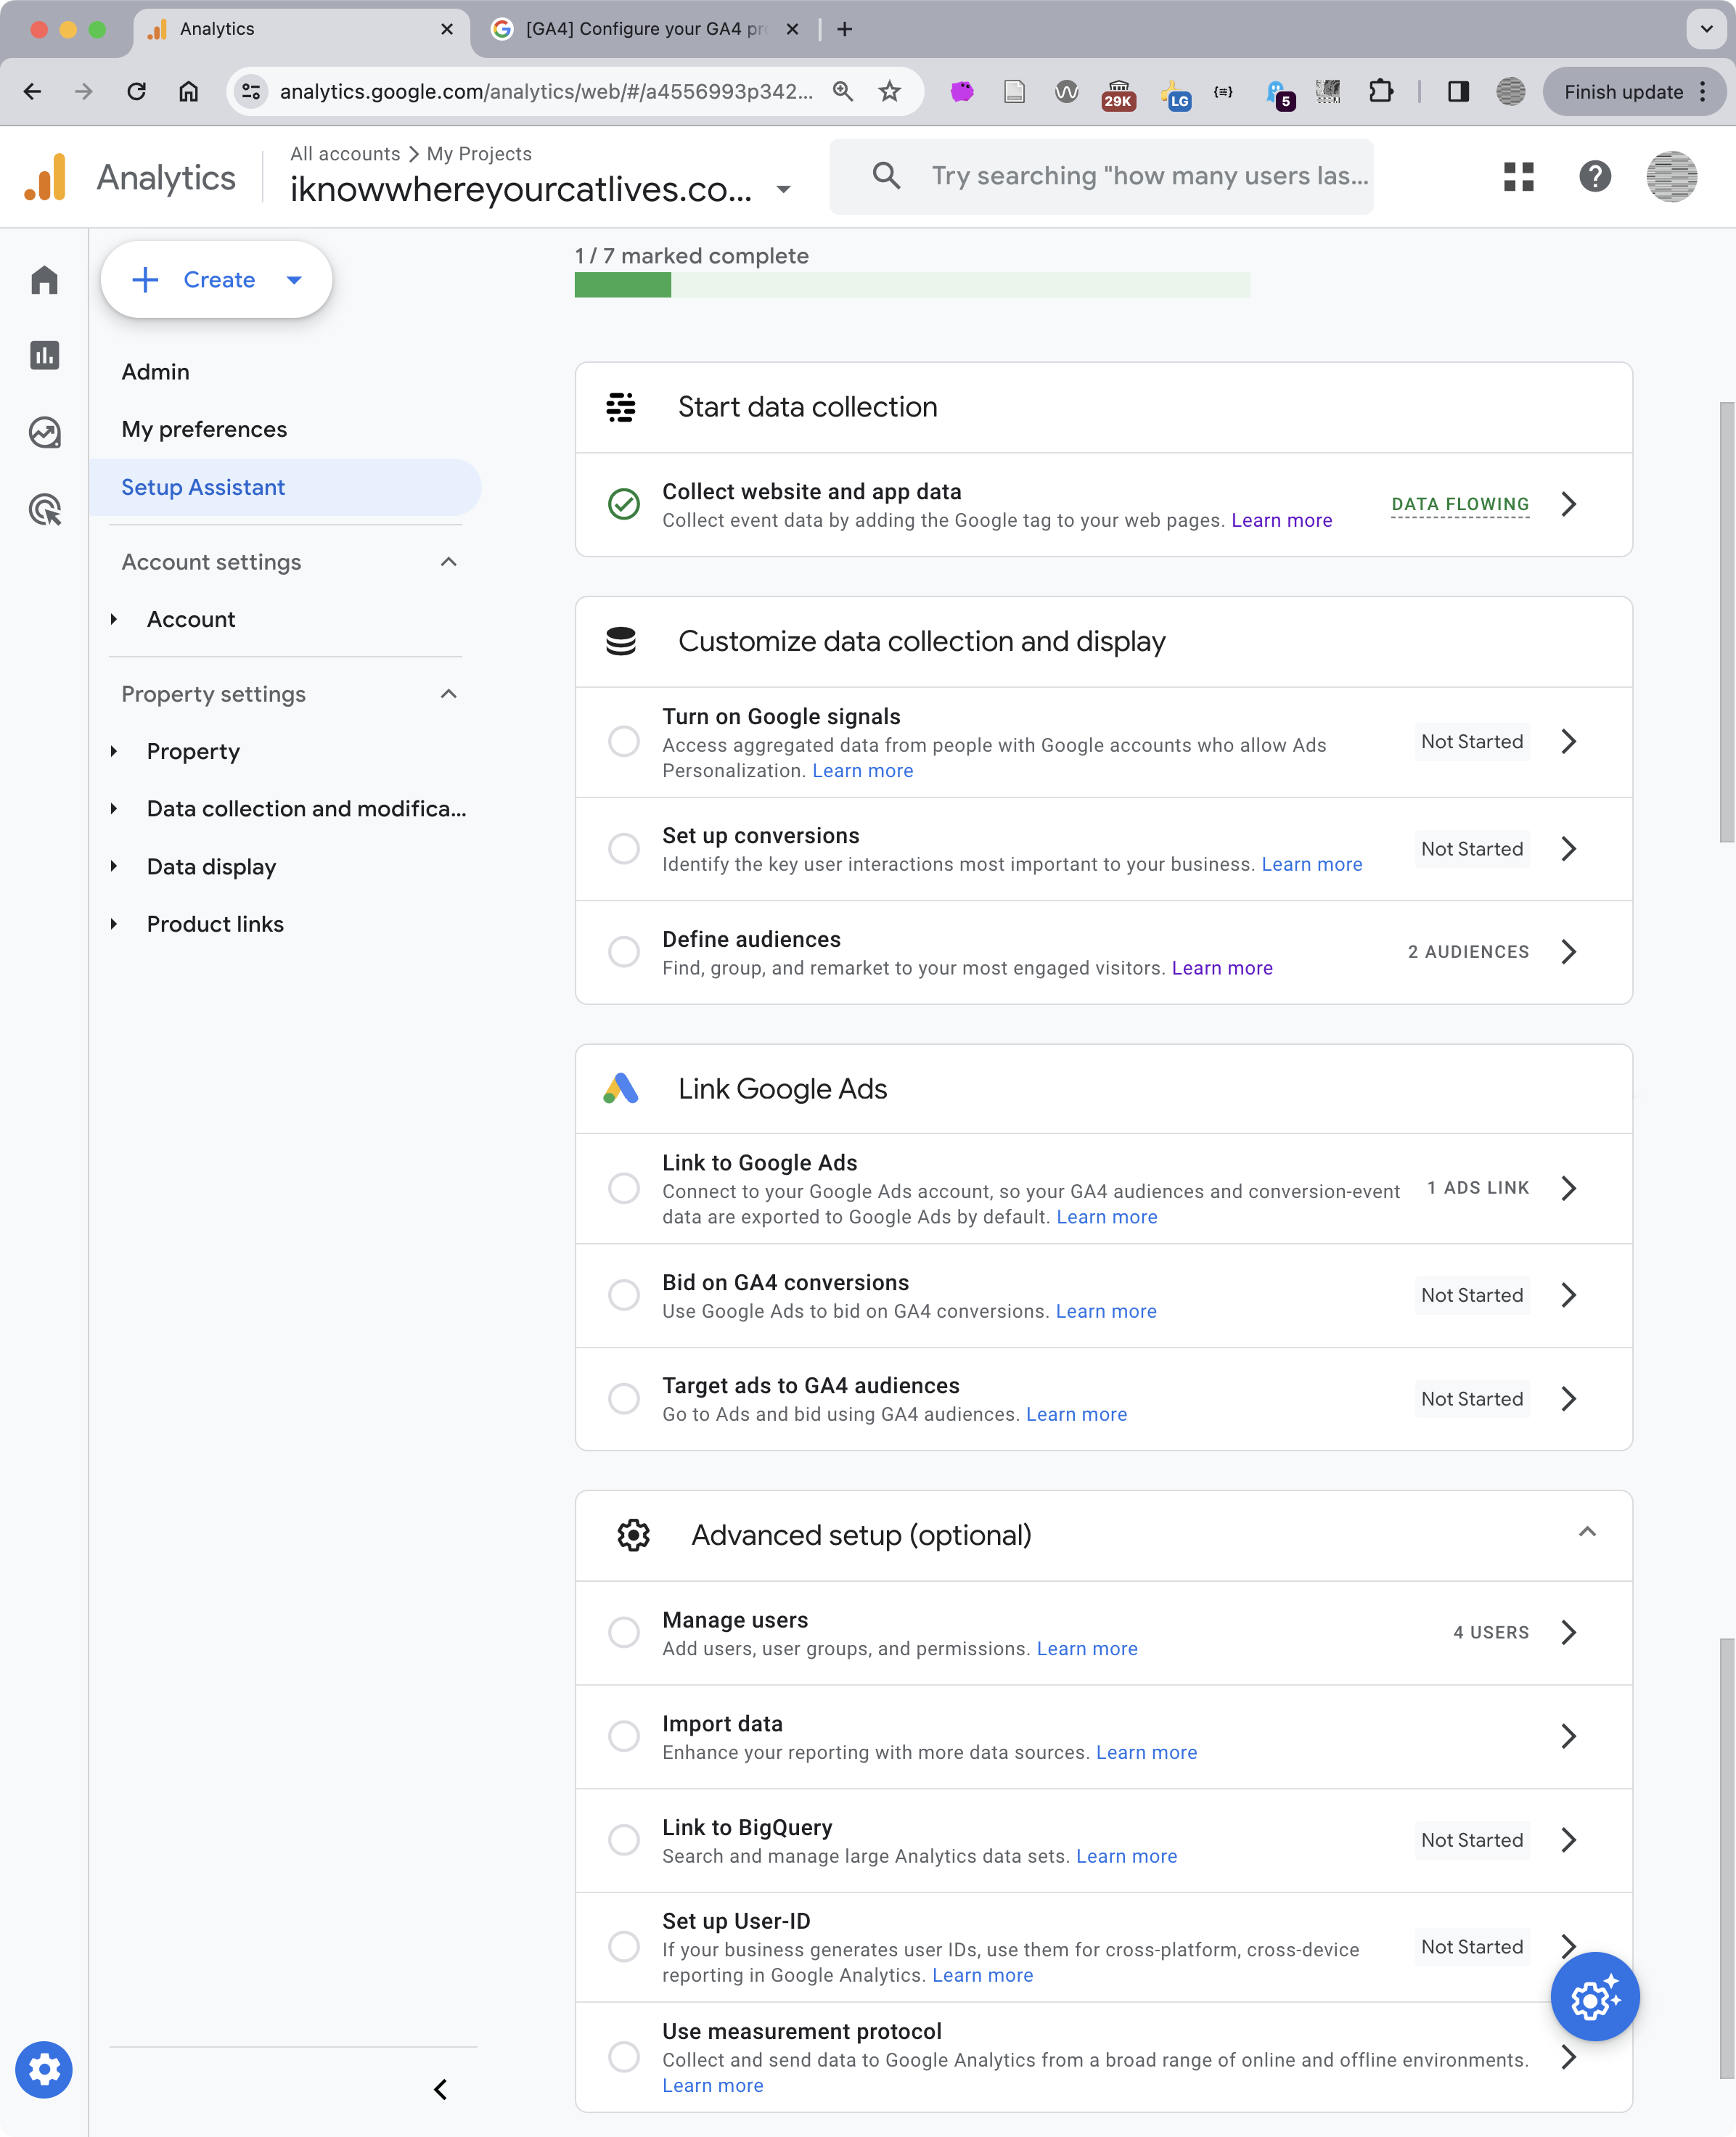 Analytics
[GA4] Configure your GA4 pr
analytics.google.com/analytics/web/#/a4556993p342...
29K
LG
5
Finish update
Analytics
All accounts > My Projects
iknowwhereyourcatlives.co...
Try searching "how many users las...
Create
1 / 7 marked complete
Admin
My preferences
Setup Assistant
Account settings
Account
Property settings
Property
Data collection and modifica...
Data display
Product links
Start data collection
Collect website and app data
Collect event data by adding the Google tag to your web pages. Learn more
DATA FLOWING
Customize data collection and display
Turn on Google signals
Access aggregated data from people with Google accounts who allow Ads
Personalization. Learn more
Not Started
Set up conversions
Identify the key user interactions most important to your business. Learn more
Not Started
Define audiences
Find, group, and remarket to your most engaged visitors. Learn more
2 AUDIENCES
Link Google Ads
Link to Google Ads
Connect to your Google Ads account, so your GA4 audiences and conversion-event
data are exported to Google Ads by default. Learn more
1 ADS LINK
Bid on GA4 conversions
Use Google Ads to bid on GA4 conversions. Learn more
Not Started
Target ads to GA4 audiences
Go to Ads and bid using GA4 audiences. Learn more
Not Started
Advanced setup (optional)
Manage users
Add users, user groups, and permissions. Learn more
4 USERS
Import data
Enhance your reporting with more data sources. Learn more
Link to BigQuery
Search and manage large Analytics data sets. Learn more
Not Started
Set up User-ID
If your business generates user IDs, use them for cross-platform, cross-device
reporting in Google Analytics. Learn more
Not Started
Use measurement protocol
Collect and send data to Google Analytics from a broad range of online and offline environments.
Learn more